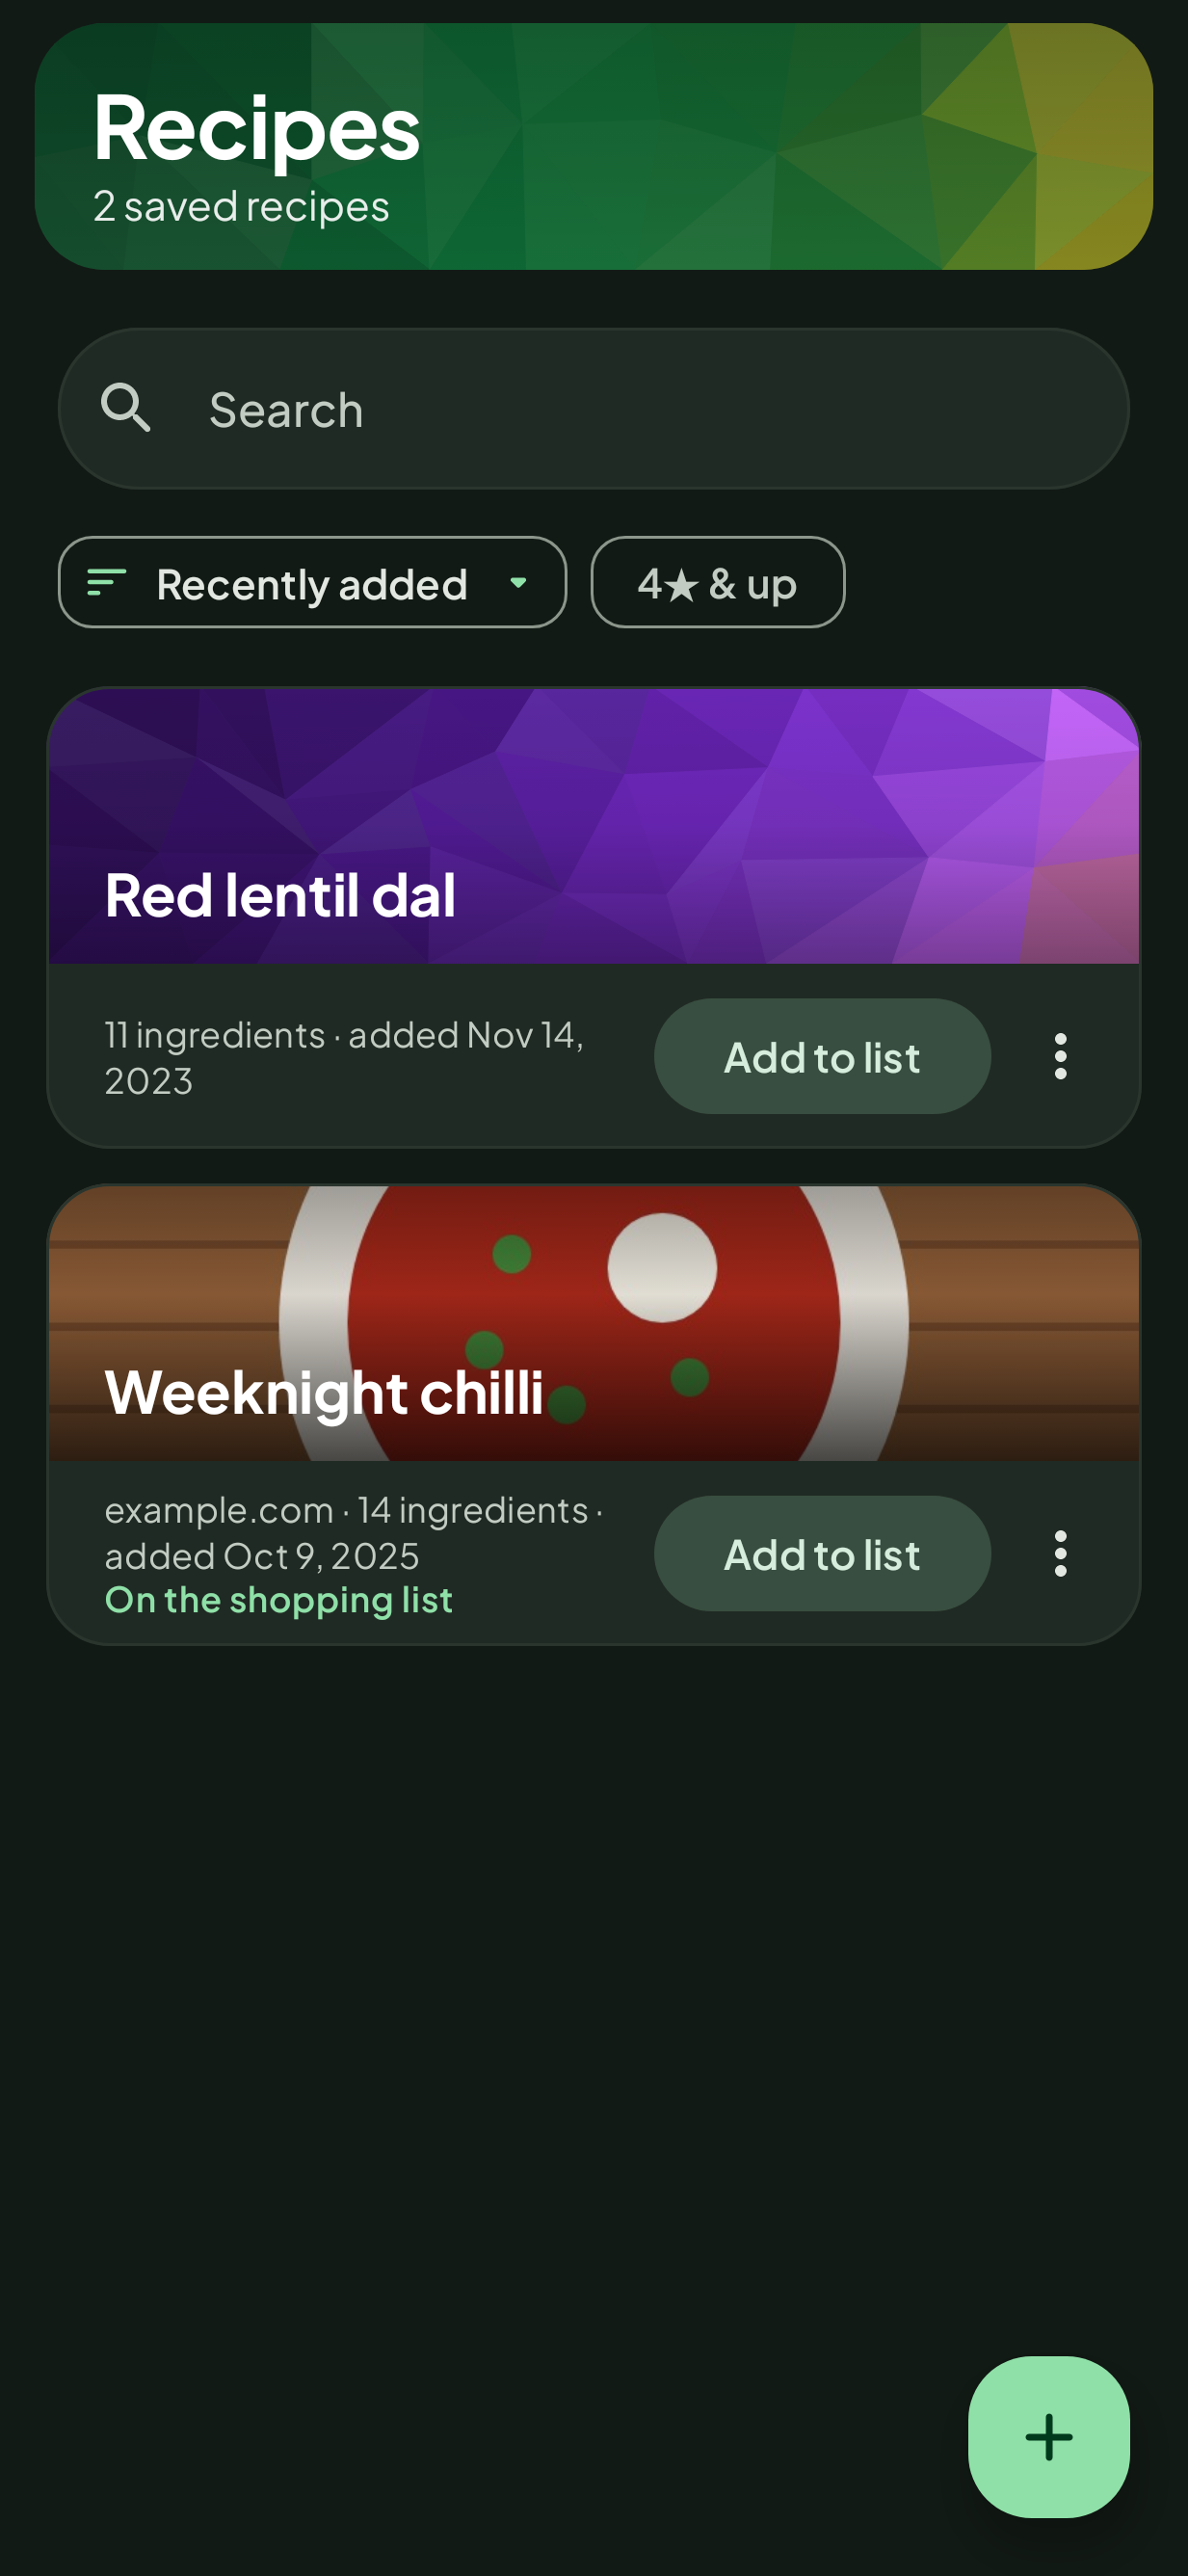 Recipes
2 saved recipes
Search
Recently added
4★ & up
Red lentil dal
11 ingredients · added Nov 14,
2023
Add to list
Weeknight chilli
example.com · 14 ingredients ·
added Oct 9, 2025
On the shopping list
Add to list